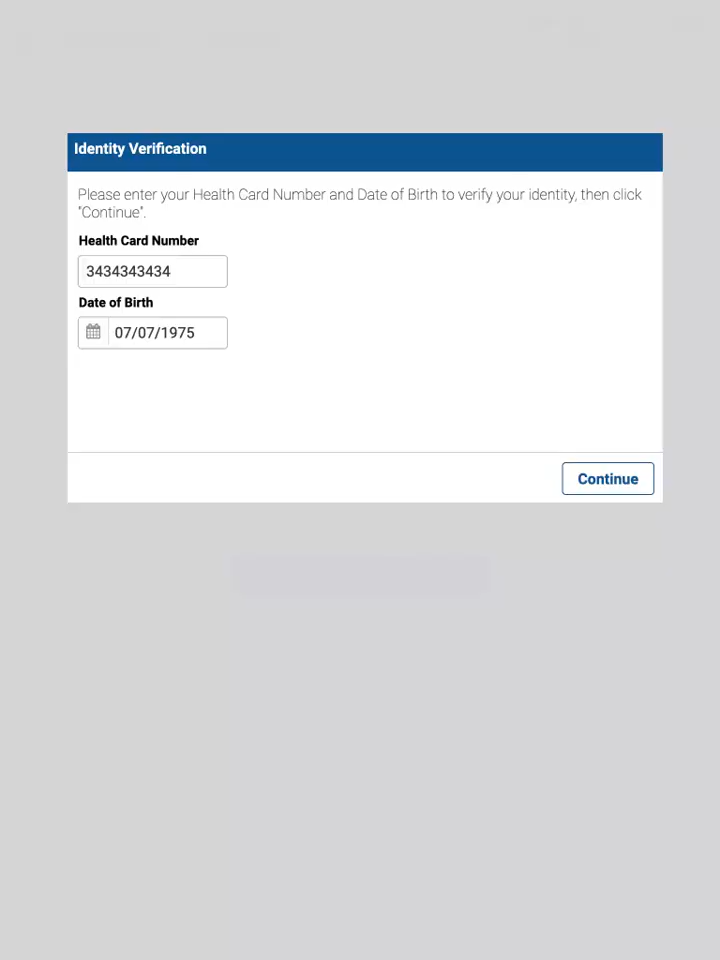 Identity Verification
Please enter your Health Card Number and Date of Birth to verify your identity, then click
"Continue".
Health Card Number
3434343434
Date of Birth
07/07/1975
Continue